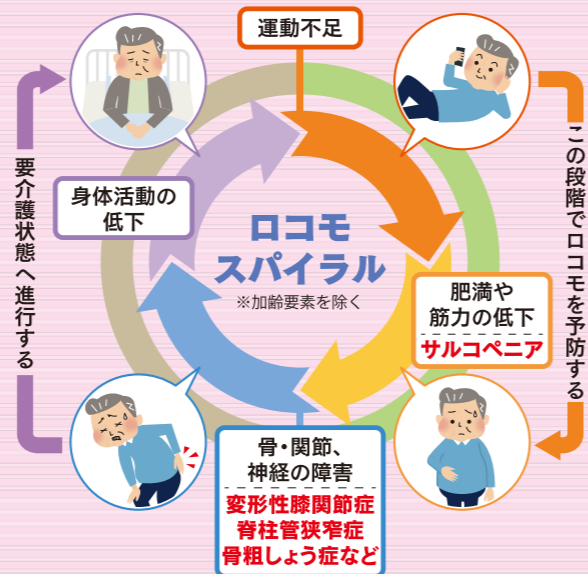 運動不足
この段階でロコモを予防する
肥満や
筋力の低下
サルコペニア
骨・関節、
神経の障害
変形性膝関節症
脊柱管狭窄症
骨粗しょう症など
要介護状態へ進行する
身体活動の
低下
ロコモ
スパイラル
※加齢要素を除く